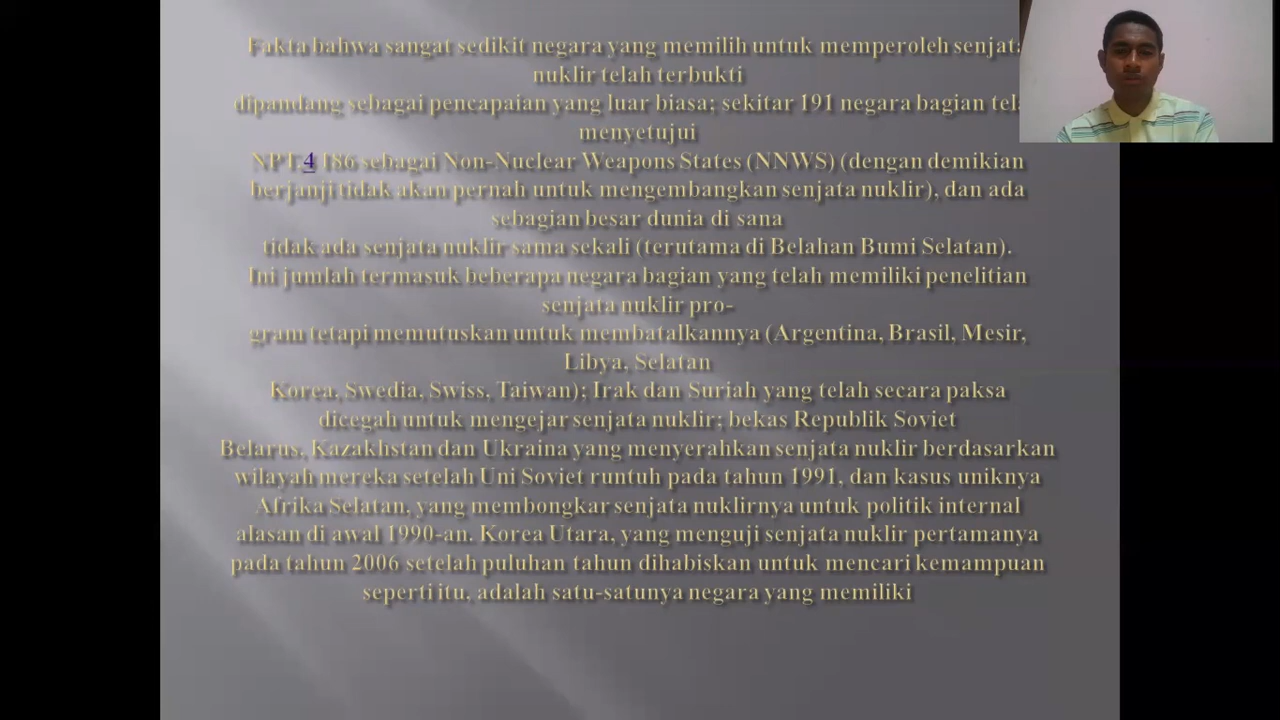 Fakta bahwa sangat sedikit negara yang memilih untuk memperoleh senjata
nuklir telah terbukti
dipandang sebagai pencapaian yang luar biasa; sekitar 191 negara bagian
menyetujui
NPT, 4 186 sebagai Non-Nuclear Weapons States (NNWS) (dengan demikian
berjanji tidak akan pernah untuk mengembangkan senjata nuklir), dan ada
sebagian besar dunia di sana
tidak ada senjata nuklir sama sekali (terutama di Belahan Bumi Selatan).
Ini jumlah termasuk beberapa negara bagian yang telah memiliki penelitian
senjata nuklir pro-
gram tetapi memutuskan untuk membatalkannya (Argentina, Brasil, Mesir,
Libya, Selatan
Korea, Swedia, Swiss, Taiwan); Irak dan Suriah yang telah secara paksa
dicegah untuk mengejar senjata nuklir; bekas Republik Soviet
Belarus, Kazakhstan dan Ukraina yang menyerahkan senjata nuklir berdasarkan
wilayah mereka setelah Uni Soviet runtuh pada tahun 1991, dan kasus uniknya
Afrika Selatan, yang membongkar senjata nuklirnya untuk politik internal
alasan di awal 1990-an. Korea Utara, yang menguji senjata nuklir pertamanya
pada tahun 2006 setelah puluhan tahun dihabiskan untuk mencari kemampuan
seperti itu, adalah satu-satunya negara yang memiliki